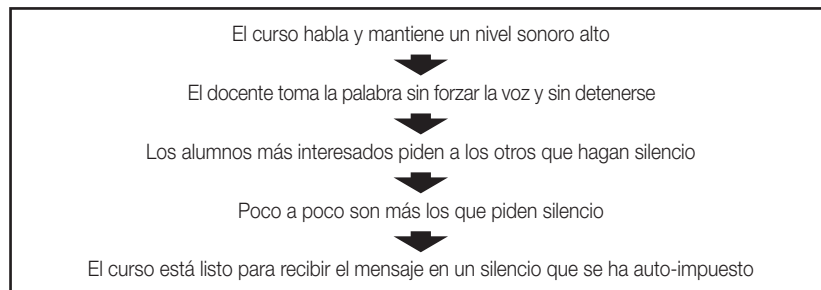 El curso habla y mantiene un nivel sonoro alto
El docente toma la palabra sin forzar la voz y sin detenerse
Los alumnos más interesados piden a los otros que hagan silencio
Poco a poco son más los que piden silencio
El curso está listo para recibir el mensaje en un silencio que se ha auto-impuesto